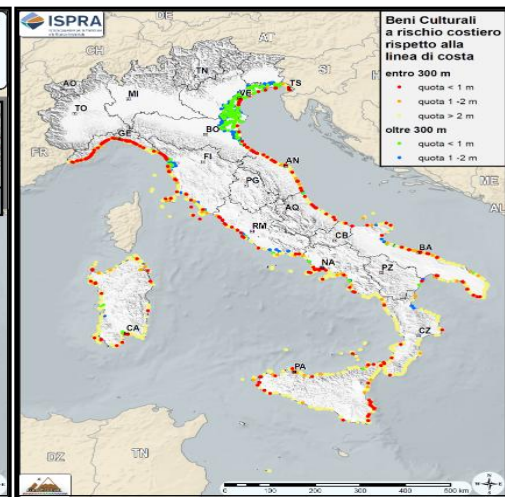 ISPRA
Beni Culturali
a rischio costiero
rispetto alla
linea di costa
entro 300 m
quota < 1 m
quota 1 -2 m
quota > 2 m
oltre 300 m
quota < 1 m
quota 1-2 m
DE
CH
AT
SI
FR
ME
AL
DZ
TN
AO
TO
MI
TN
VE
TS
GE
BO
FI
AN
PG
AQ
RM
CB
NA
BA
PZ
CZ
CA
PA
0
100
200
300
400
500 km